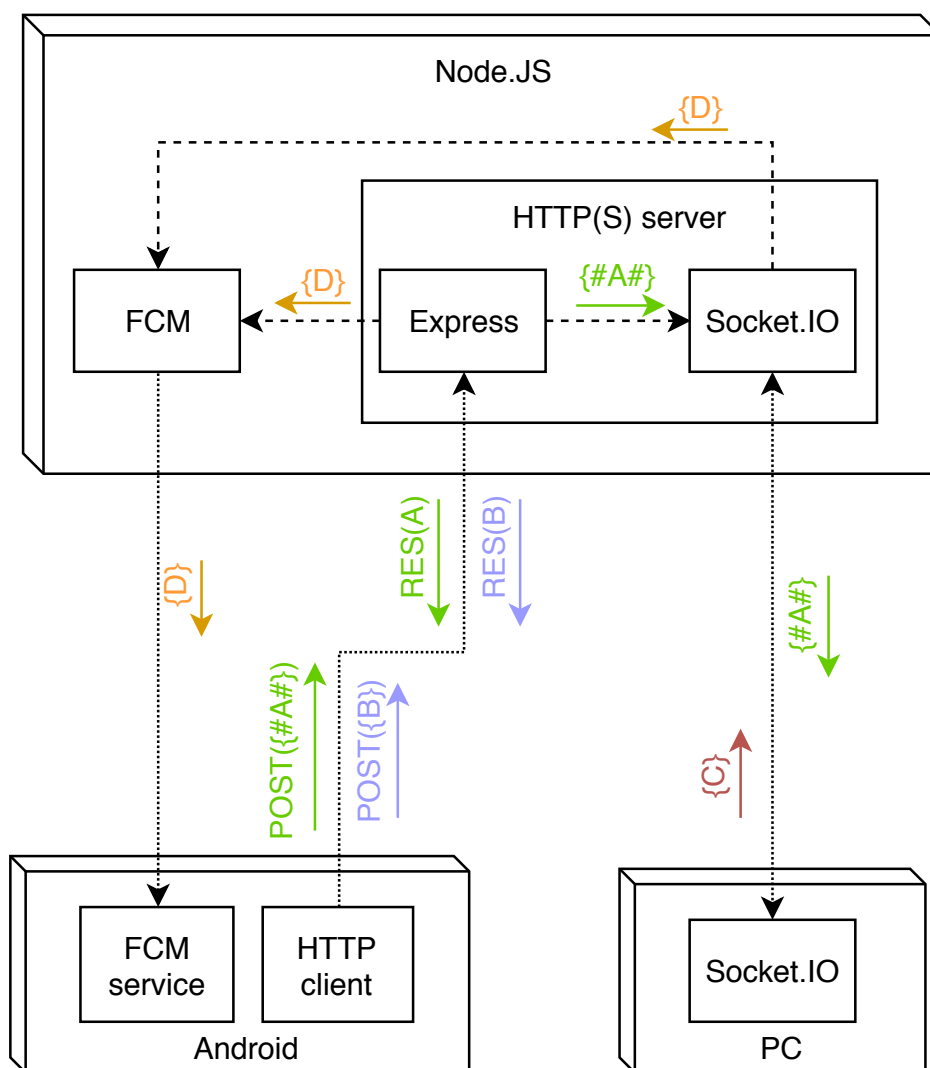 Node.JS
{D}
HTTP(S) server
{D}
{#A#}
FCM
Express
Socket.IO
RES(A)
RES(B)
{D}
{#A#}
POST({#A#})
POST({B})
{C}
FCM
service
HTTP
client
Socket.IO
Android
PC